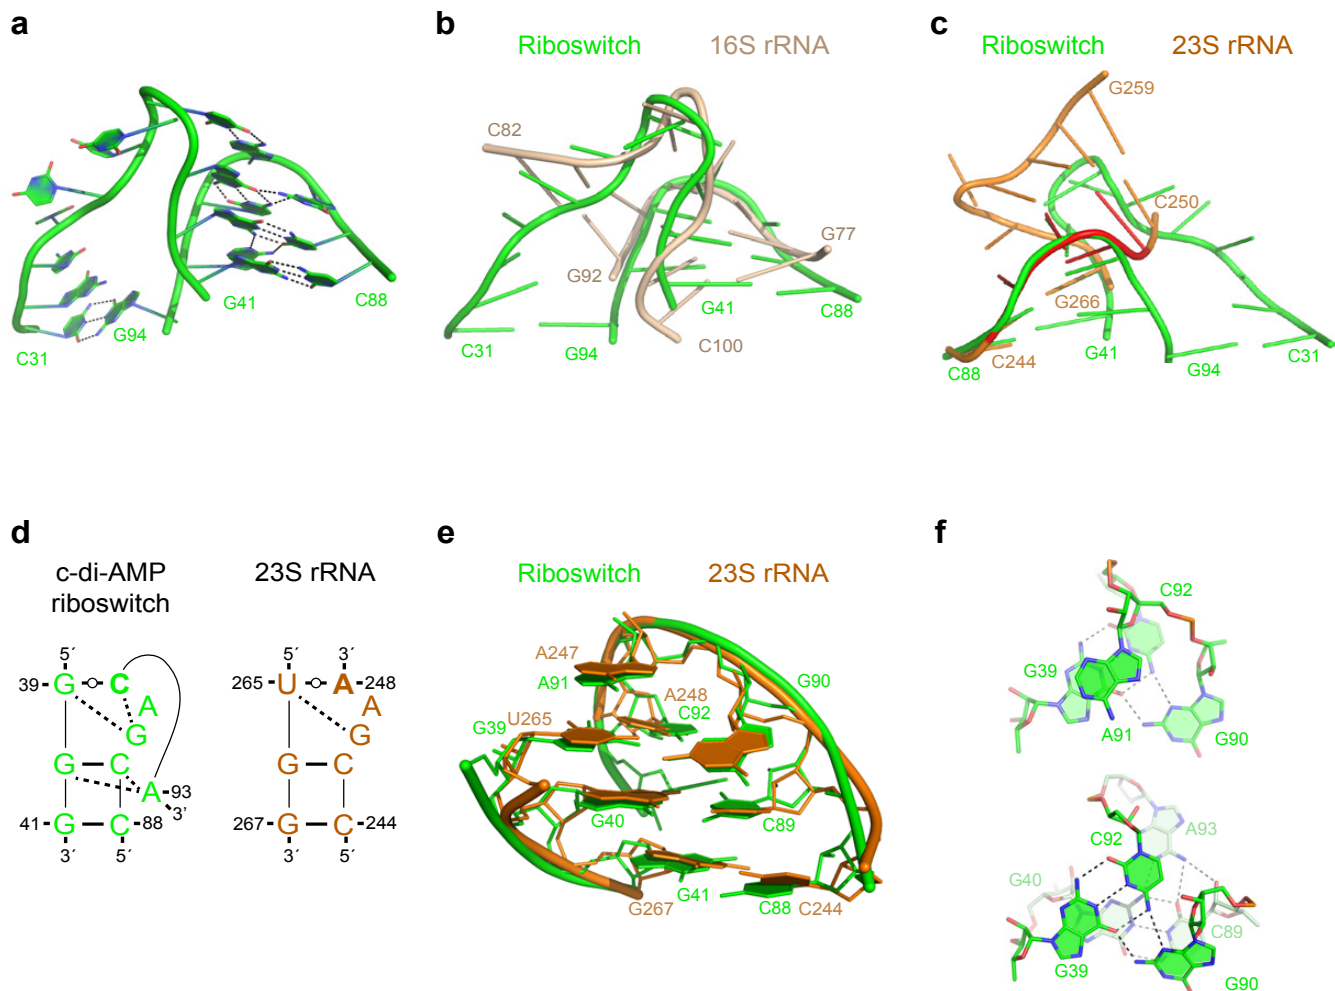 a
C31
G94
G41
C88
b
Riboswitch 16S rRNA
C82
G77
G92
G41
C88
C31
G94
C100
c
Riboswitch 23S rRNA
G259
C250
G266
C244
C88
G41
G94
C31
d
c-di-AMP
riboswitch
23S rRNA
5´ 5´ 3´
39 G C 265 U A 248
A A
G G
G C G C
A 93
3’
41 G C 88 267 G C 244
3´ 5´ 3´ 5´
e
Riboswitch 23S rRNA
A247
A91
G90
A248
C92
G39
U265
G40
C89
G41
G267
C88
C244
f
C92
G39
A91
G90
C92
A93
G40
C89
G39
G90